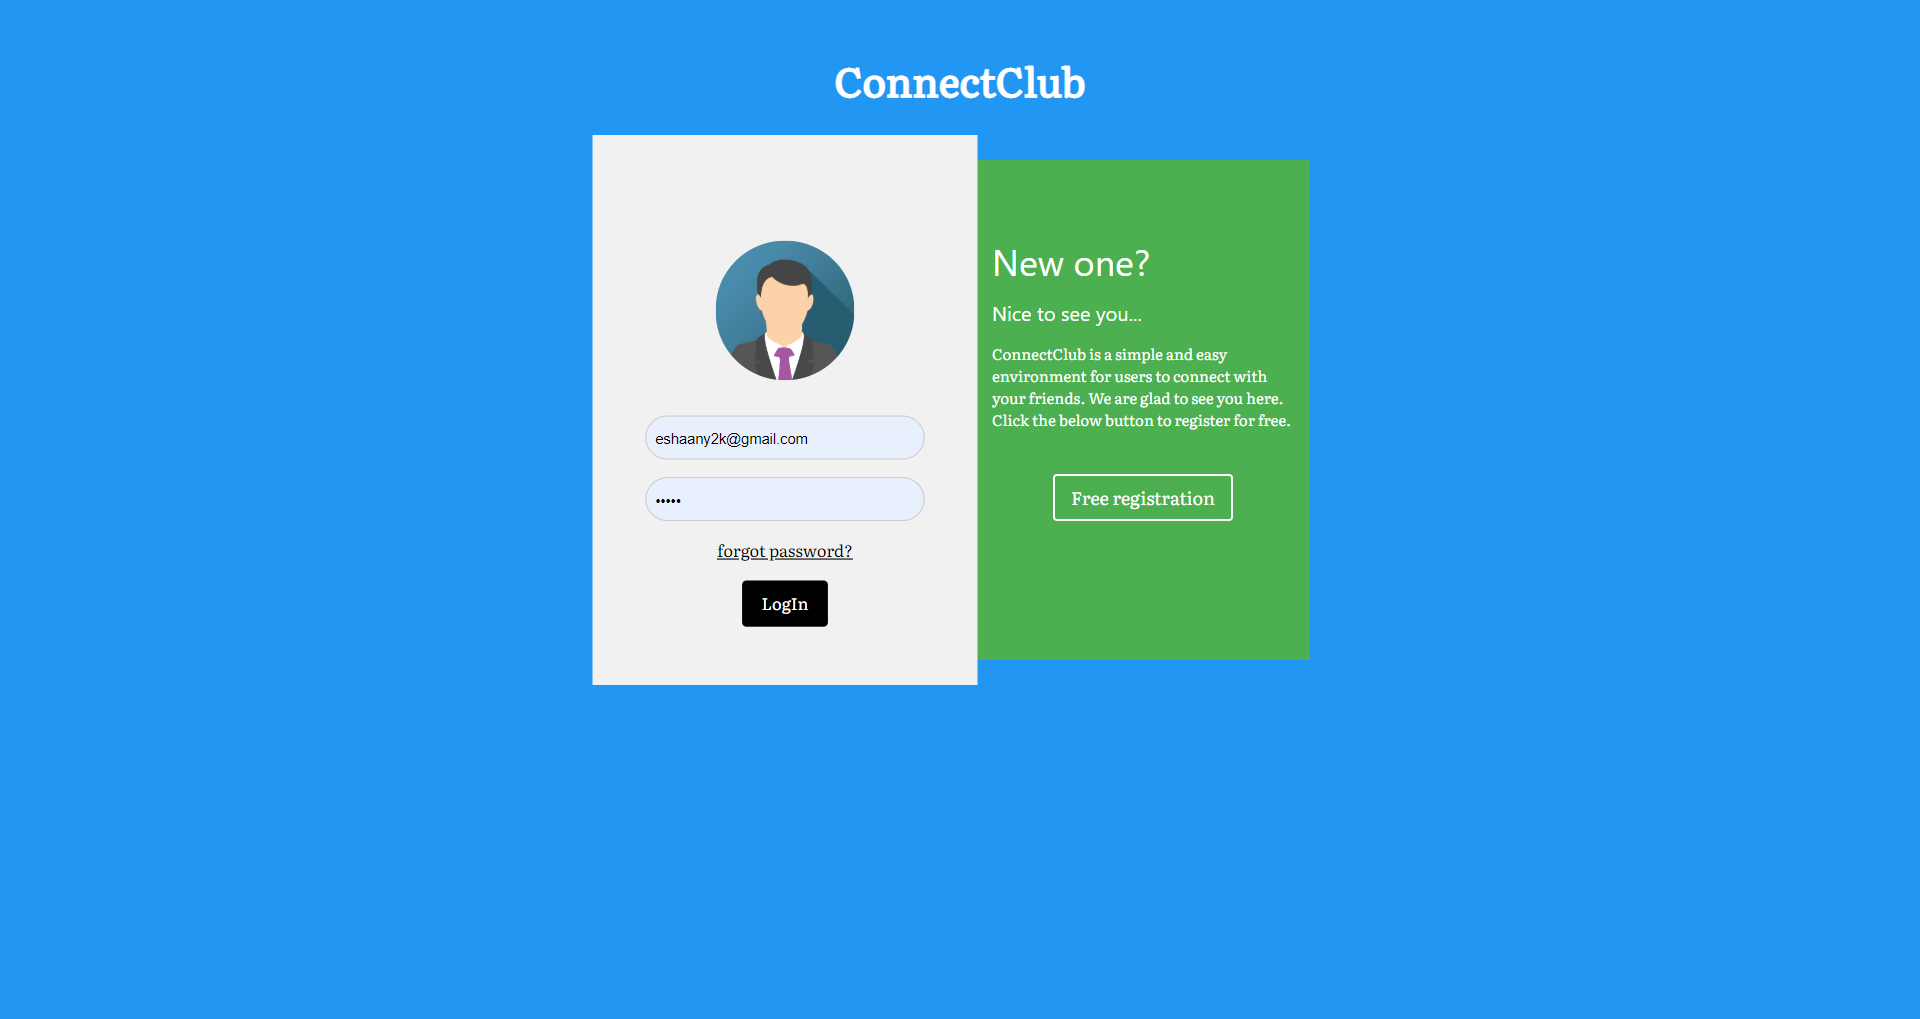 ConnectClub
eshaany2k@gmail.com
•••••
forgot password?
LogIn
New one?
Nice to see you...
ConnectClub is a simple and easy
environment for users to connect with
your friends. We are glad to see you here.
Click the below button to register for free.
Free registration